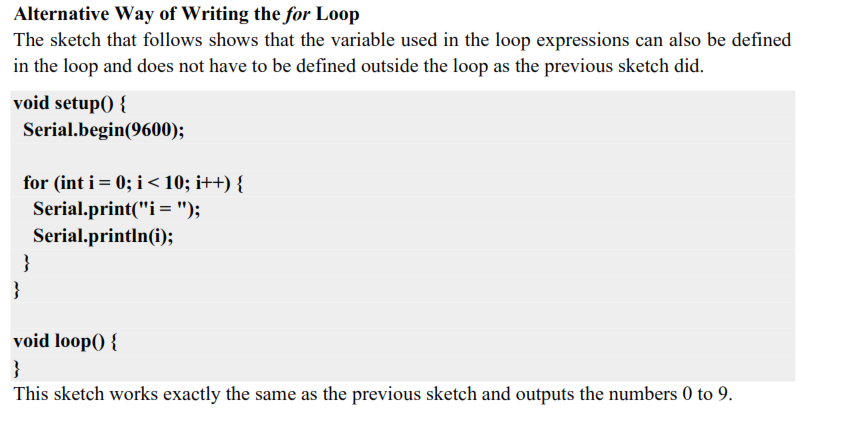 Alternative Way of Writing the for Loop
The sketch that follows shows that the variable used in the loop expressions can also be defined
in the loop and does not have to be defined outside the loop as the previous sketch did.
void setup() {
  Serial.begin(9600);

  for (int i = 0; i < 10; i++) {
    Serial.print("i = ");
    Serial.println(i);
  }
}

void loop() {
}
This sketch works exactly the same as the previous sketch and outputs the numbers 0 to 9.